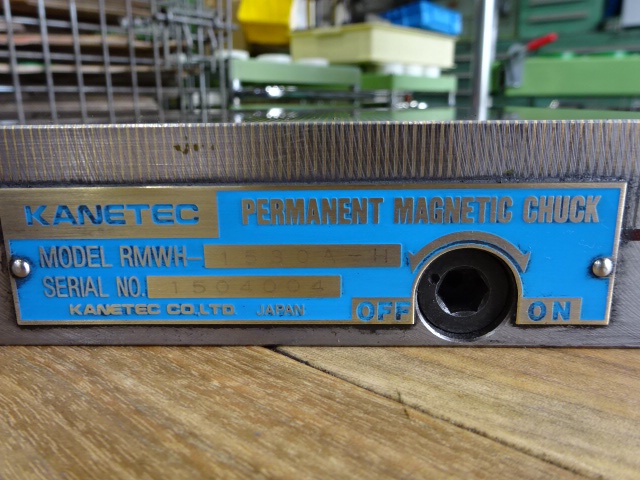 KANETEC PERMANENT MAGNETIC CHUCK
MODEL RMWH-
SERIAL NO.
KANETEC CO.,LTD. JAPAN
OFF ON